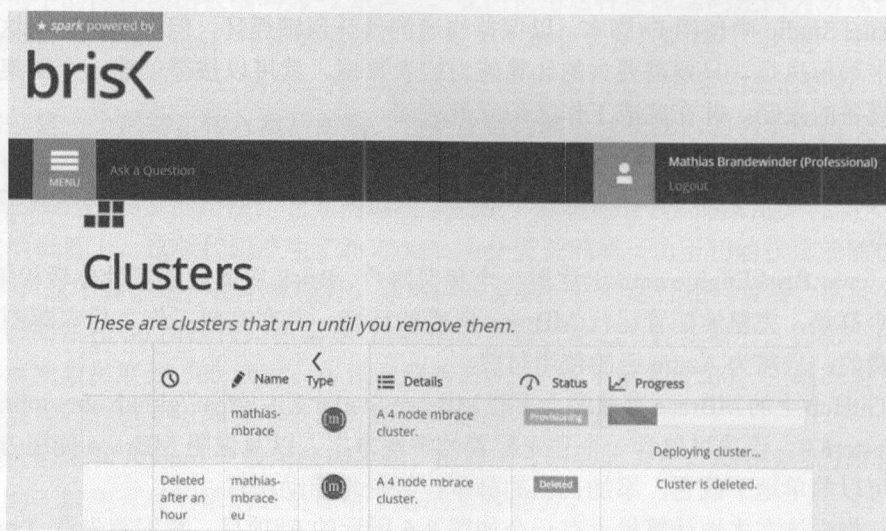 ★ spark powered by
brisk
MENU
Ask a Question
Mathias Brandewinder (Professional)
Logout
Clusters
These are clusters that run until you remove them.
Name
Type
Details
Status
Progress
mathias-
mbrace
{m}
A 4 node mbrace
cluster.
Provisioning
Deploying cluster...
Deleted
after an
hour
mathias-
mbrace-
eu
{m}
A 4 node mbrace
cluster.
Deleted
Cluster is deleted.